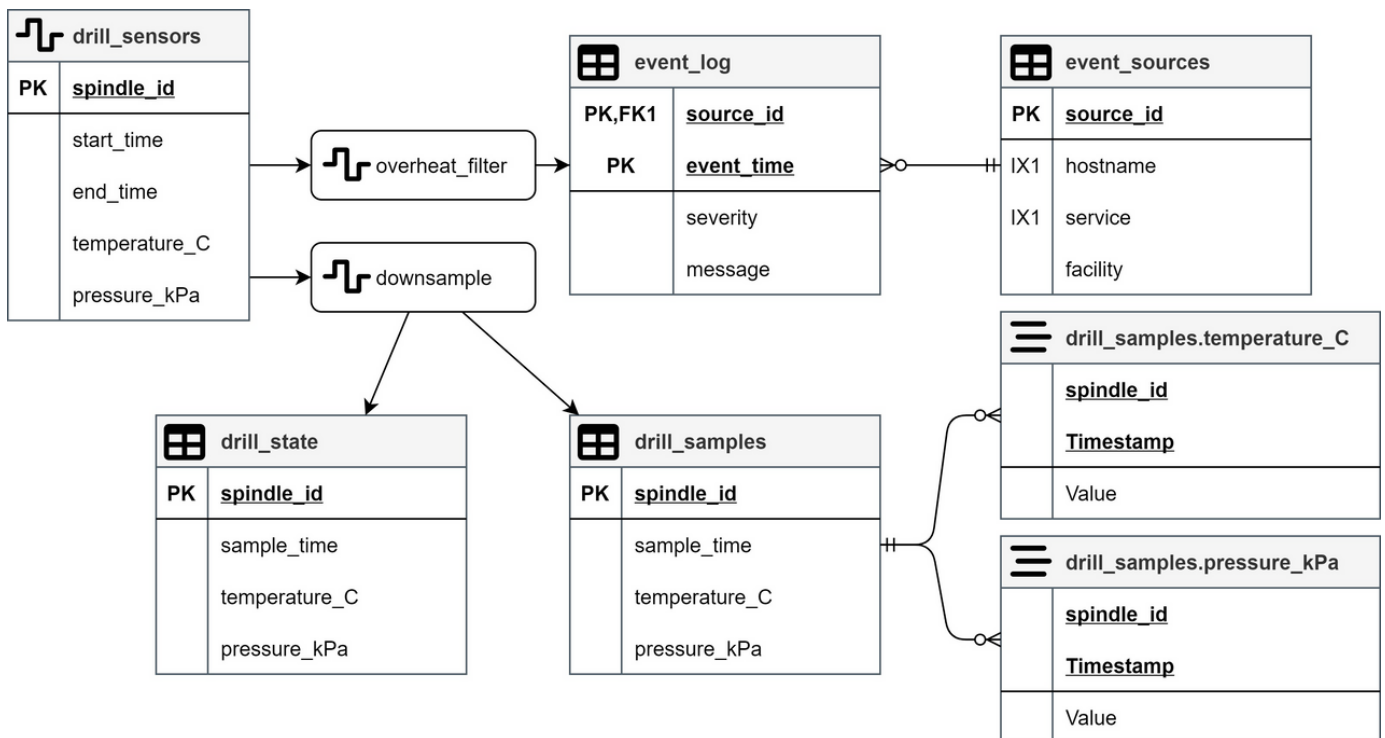 drill_sensors
PK spindle_id
start_time
end_time
temperature_C
pressure_kPa
overheat_filter
downsample
event_log
PK,FK1 source_id
PK event_time
severity
message
event_sources
PK source_id
IX1 hostname
IX1 service
facility
drill_state
PK spindle_id
sample_time
temperature_C
pressure_kPa
drill_samples
PK spindle_id
sample_time
temperature_C
pressure_kPa
drill_samples.temperature_C
spindle_id
Timestamp
Value
drill_samples.pressure_kPa
spindle_id
Timestamp
Value